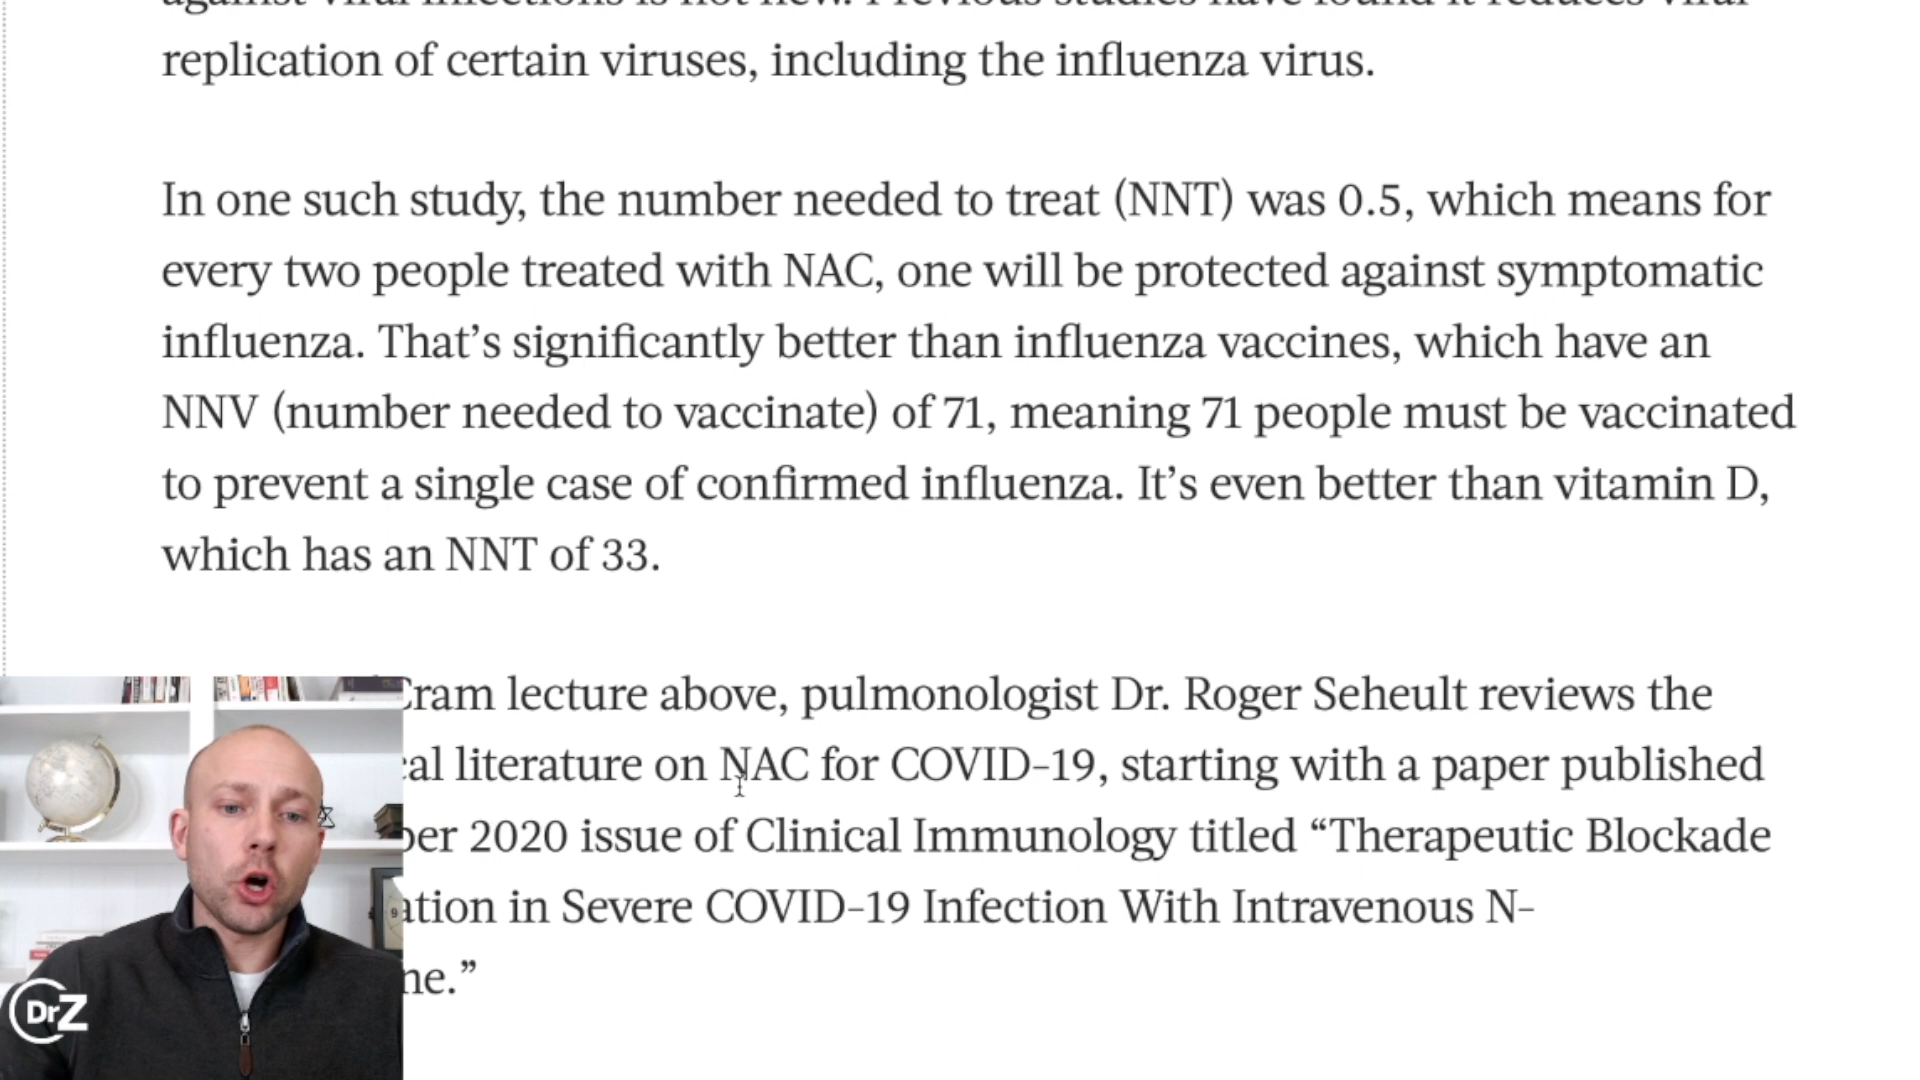 replication of certain viruses, including the influenza virus.
In one such study, the number needed to treat (NNT) was 0.5, which means for
every two people treated with NAC, one will be protected against symptomatic
influenza. That’s significantly better than influenza vaccines, which have an
NNV (number needed to vaccinate) of 71, meaning 71 people must be vaccinated
to prevent a single case of confirmed influenza. It’s even better than vitamin D,
which has an NNT of 33.
Cram lecture above, pulmonologist Dr. Roger Seheult reviews the
cal literature on NAC for COVID-19, starting with a paper published
ber 2020 issue of Clinical Immunology titled “Therapeutic Blockade
ation in Severe COVID-19 Infection With Intravenous N-
ne.”
DrZ